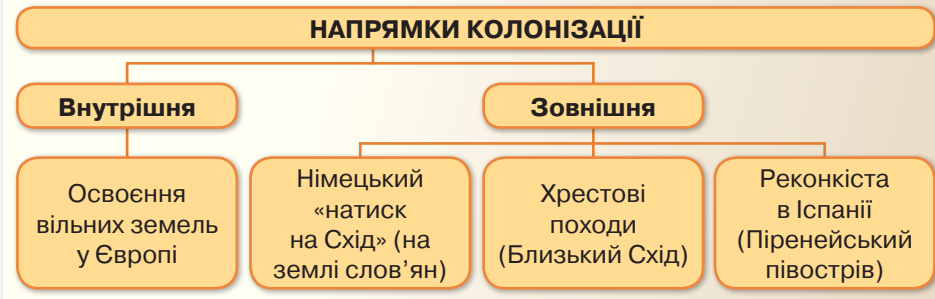 НАПРЯМКИ КОЛОНІЗАЦІЇ
Внутрішня
Зовнішня
Освоєння
вільних земель
у Європі
Німецький
«натиск
на Схід» (на
землі слов’ян)
Хрестові
походи
(Близький Схід)
Реконкіста
в Іспанії
(Піренейський
півострів)